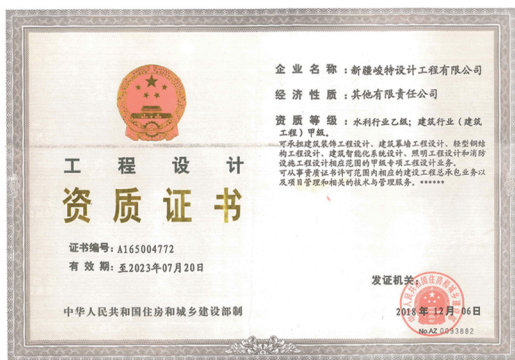 工程设计
资质证书
证书编号：A165004772
有效期：至2023年07月20日
中华人民共和国住房和城乡建设部制
企业名称：新疆峻特设计工程有限公司
经济性质：其他有限责任公司
资质等级：水利行业乙级；建筑行业（建筑
工程）甲级。
可承担建筑装饰工程设计、建筑幕墙工程设计、轻型钢结
构工程设计、建筑智能化系统设计、照明工程设计和消防
设施工程设计相应范围的甲级专项工程设计业务。
可从事资质证书许可范围内相应的建设工程总承包业务以
及项目管理和相关的技术与管理服务。******
发证机关：
2018年12月06日
No.AZ 0093882